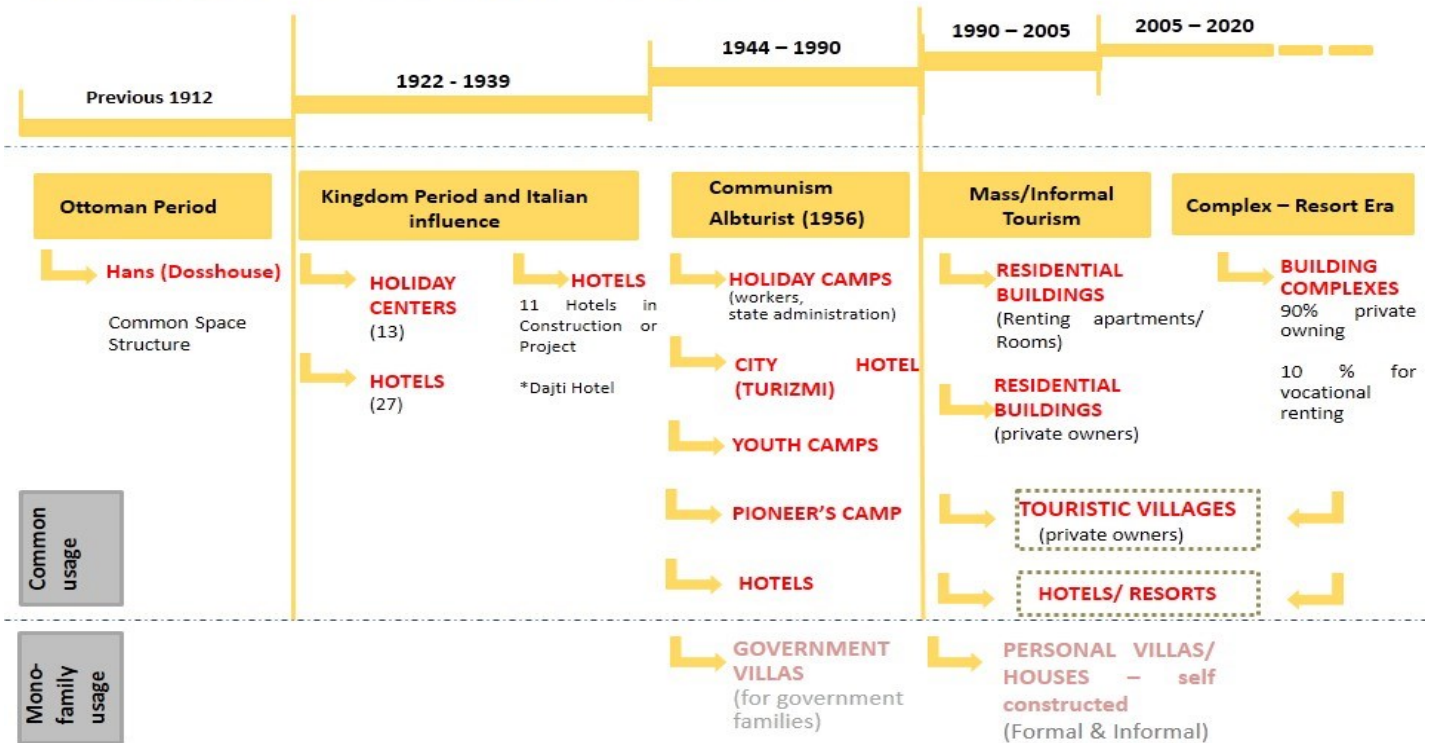 Previous 1912
1922 - 1939
1944 – 1990
1990 – 2005
2005 – 2020
Ottoman Period
Hans (Dosshouse)
Common Space
Structure
Kingdom Period and Italian
influence
HOLIDAY
CENTERS
(13)
HOTELS
(27)
HOTELS
11 Hotels in
Construction or
Project
*Dajti Hotel
Communism
Albturist (1956)
HOLIDAY CAMPS
(workers,
state administration)
CITY HOTEL
(TURIZMI)
YOUTH CAMPS
PIONEER'S CAMP
HOTELS
Mass/Informal
Tourism
RESIDENTIAL
BUILDINGS
(Renting apartments/
Rooms)
RESIDENTIAL
BUILDINGS
(private owners)
TOURISTIC VILLAGES
(private owners)
HOTELS/ RESORTS
Complex – Resort Era
BUILDING
COMPLEXES
90% private
owning
10 % for
vocational
renting
Common
usage
Mono-
family
usage
GOVERNMENT
VILLAS
(for government
families)
PERSONAL VILLAS/
HOUSES – self
constructed
(Formal & Informal)